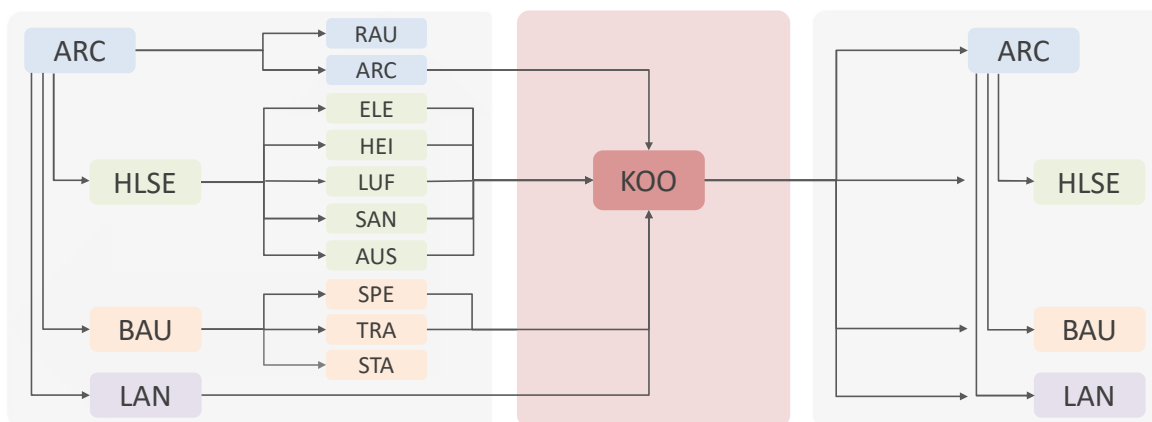 ARC
RAU
ARC
ELE
HEI
HLSE
LUF
SAN
AUS
SPE
BAU
TRA
STA
LAN
KOO
ARC
HLSE
BAU
LAN